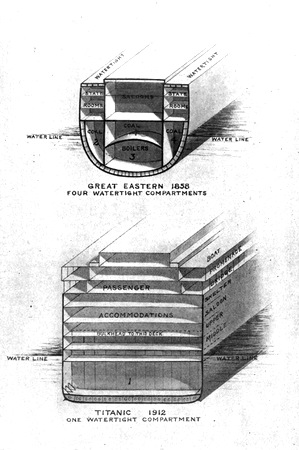 WATERTIGHT
WATERTIGHT
STATE
ROOMS
SALOONS
STATE
ROOMS
COAL
COAL
COAL
BOILERS
3
WATER LINE
WATER LINE
GREAT EASTERN 1858
FOUR WATERTIGHT COMPARTMENTS
BOAT
PROMENADE
PASSENGER
ACCOMMODATIONS
SALOON
UPPER
MIDDLE
BULKHEAD TO THIS DECK
WATER LINE
WATER LINE
1
TITANIC 1912
ONE WATERTIGHT COMPARTMENT